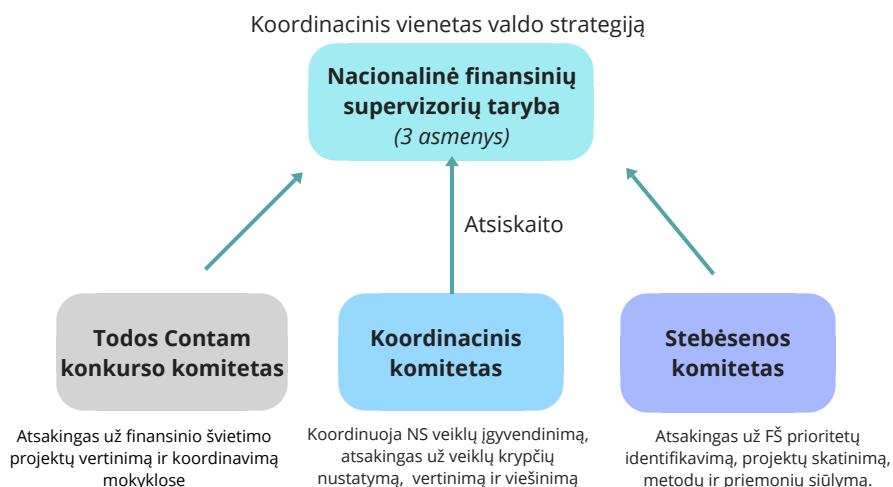 Koordinacinis vienetas valdo strategiją
Nacionalinė finansinių
supervizorių taryba
(3 asmenys)
Atsiskaito
Todos Contam
konkurso komitetas
Koordinacinis
komitetas
Stebėsenos
komitetas
Atsakingas už finansinio švietimo
projektų vertinimą ir koordinavimą
mokyklose
Koordinuoja NS veiklų įgyvendinimą,
atsakingas už veiklų krypčių
nustatymą, vertinimą ir viešinimą
Atsakingas už FŠ prioritetų
identifikavimą, projektų skatinimą,
metodų ir priemonių siūlymą.